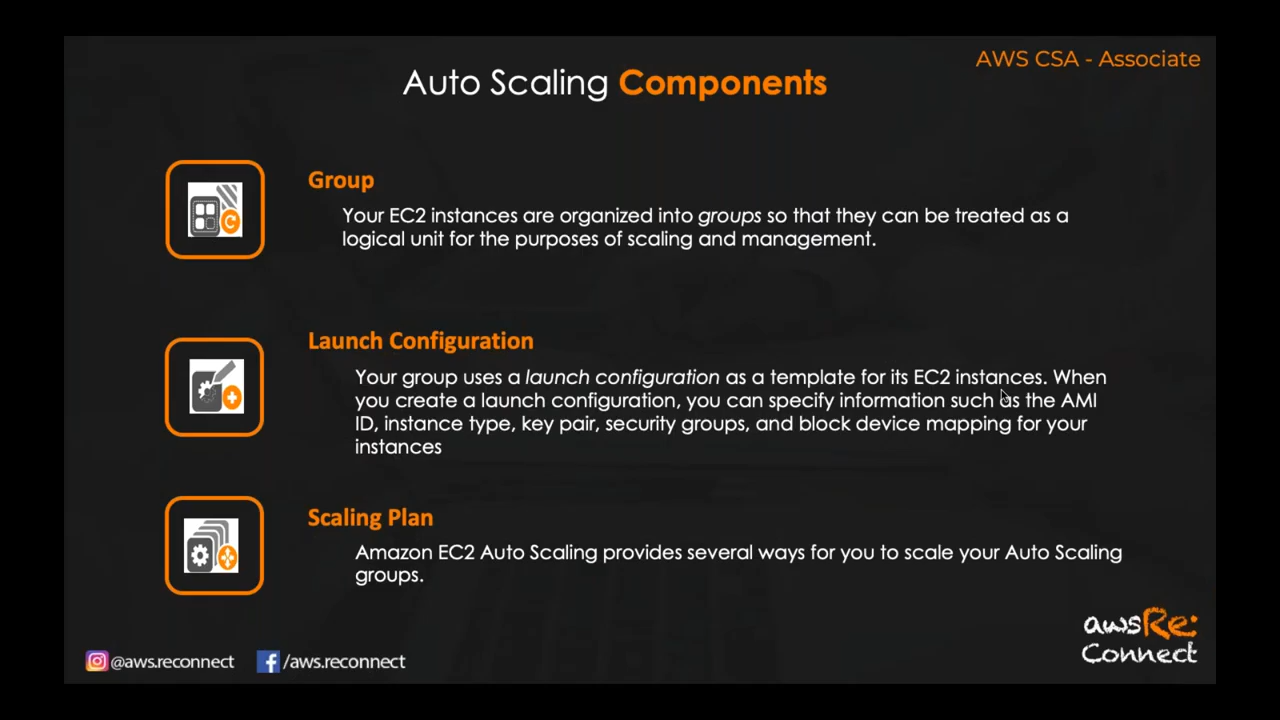 AWS CSA - Associate
Auto Scaling Components
Group
Your EC2 instances are organized into groups so that they can be treated as a
logical unit for the purposes of scaling and management.
Launch Configuration
Your group uses a launch configuration as a template for its EC2 instances. When
you create a launch configuration, you can specify information such as the AMI
ID, instance type, key pair, security groups, and block device mapping for your
instances
Scaling Plan
Amazon EC2 Auto Scaling provides several ways for you to scale your Auto Scaling
groups.
awsRe:
Connect
@aws.reconnect /aws.reconnect